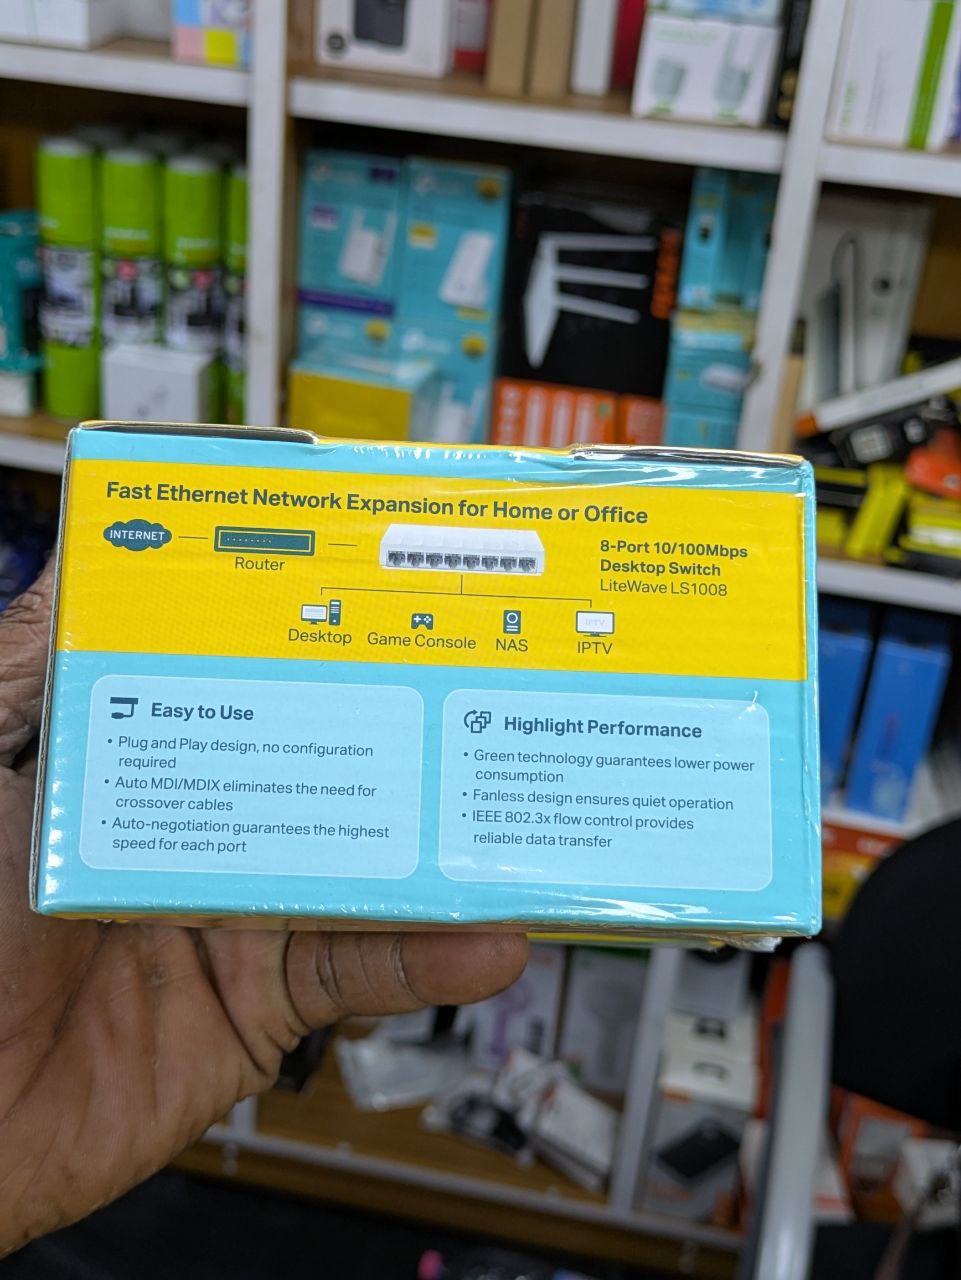 Fast Ethernet Network Expansion for Home or Office
INTERNET
Router
8-Port 10/100Mbps
Desktop Switch
LiteWave LS1008
Desktop
Game Console
NAS
IPTV
IPTV
Easy to Use
• Plug and Play design, no configuration
required
• Auto MDI/MDIX eliminates the need for
crossover cables
• Auto-negotiation guarantees the highest
speed for each port
Highlight Performance
• Green technology guarantees lower power
consumption
• Fanless design ensures quiet operation
• IEEE 802.3x flow control provides
reliable data transfer